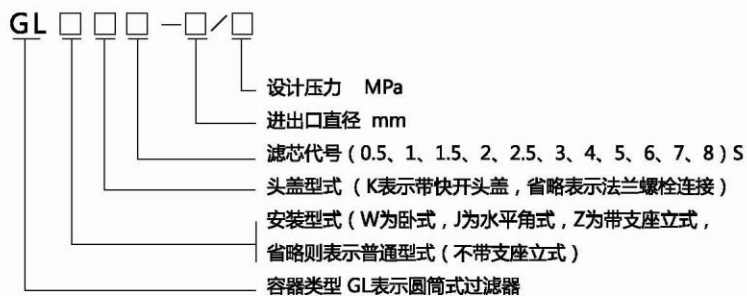 GL□□□—□/□
设计压力 MPa
进出口直径 mm
滤芯代号(0.5、1、1.5、2、2.5、3、4、5、6、7、8)S
头盖型式(K表示带快开头盖,省略表示法兰螺栓连接)
安装型式(W为卧式,J为水平角式,Z为带支座立式,
省略则表示普通型式(不带支座立式)
容器类型 GL表示圆筒式过滤器